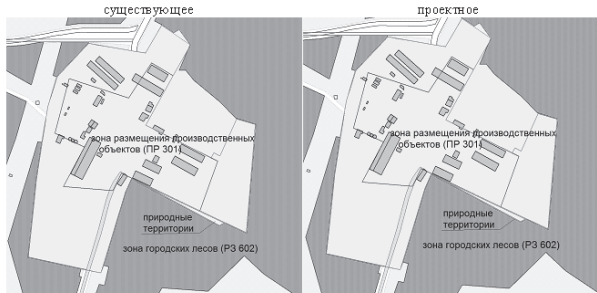 существующее
проектное
зона размещения производственных
объектов (ПР 301)
природные
территории
зона городских лесов (РЗ 602)
зона размещения производственных
объектов (ПР 301)
природные
территории
зона городских лесов (РЗ 602)